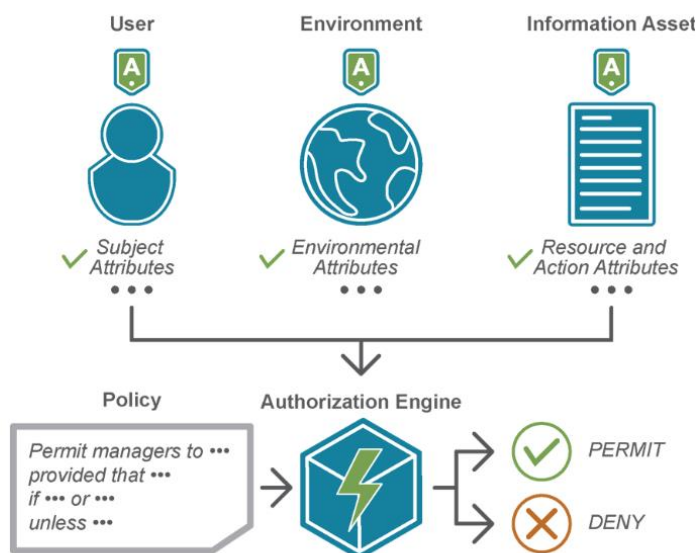 User
Environment
Information Asset
A
A
A
Subject
Attributes
Environmental
Attributes
Resource and
Action Attributes
•••
•••
•••
Policy
Authorization Engine
Permit managers to •••
provided that •••
if ••• or •••
unless •••
PERMIT
DENY